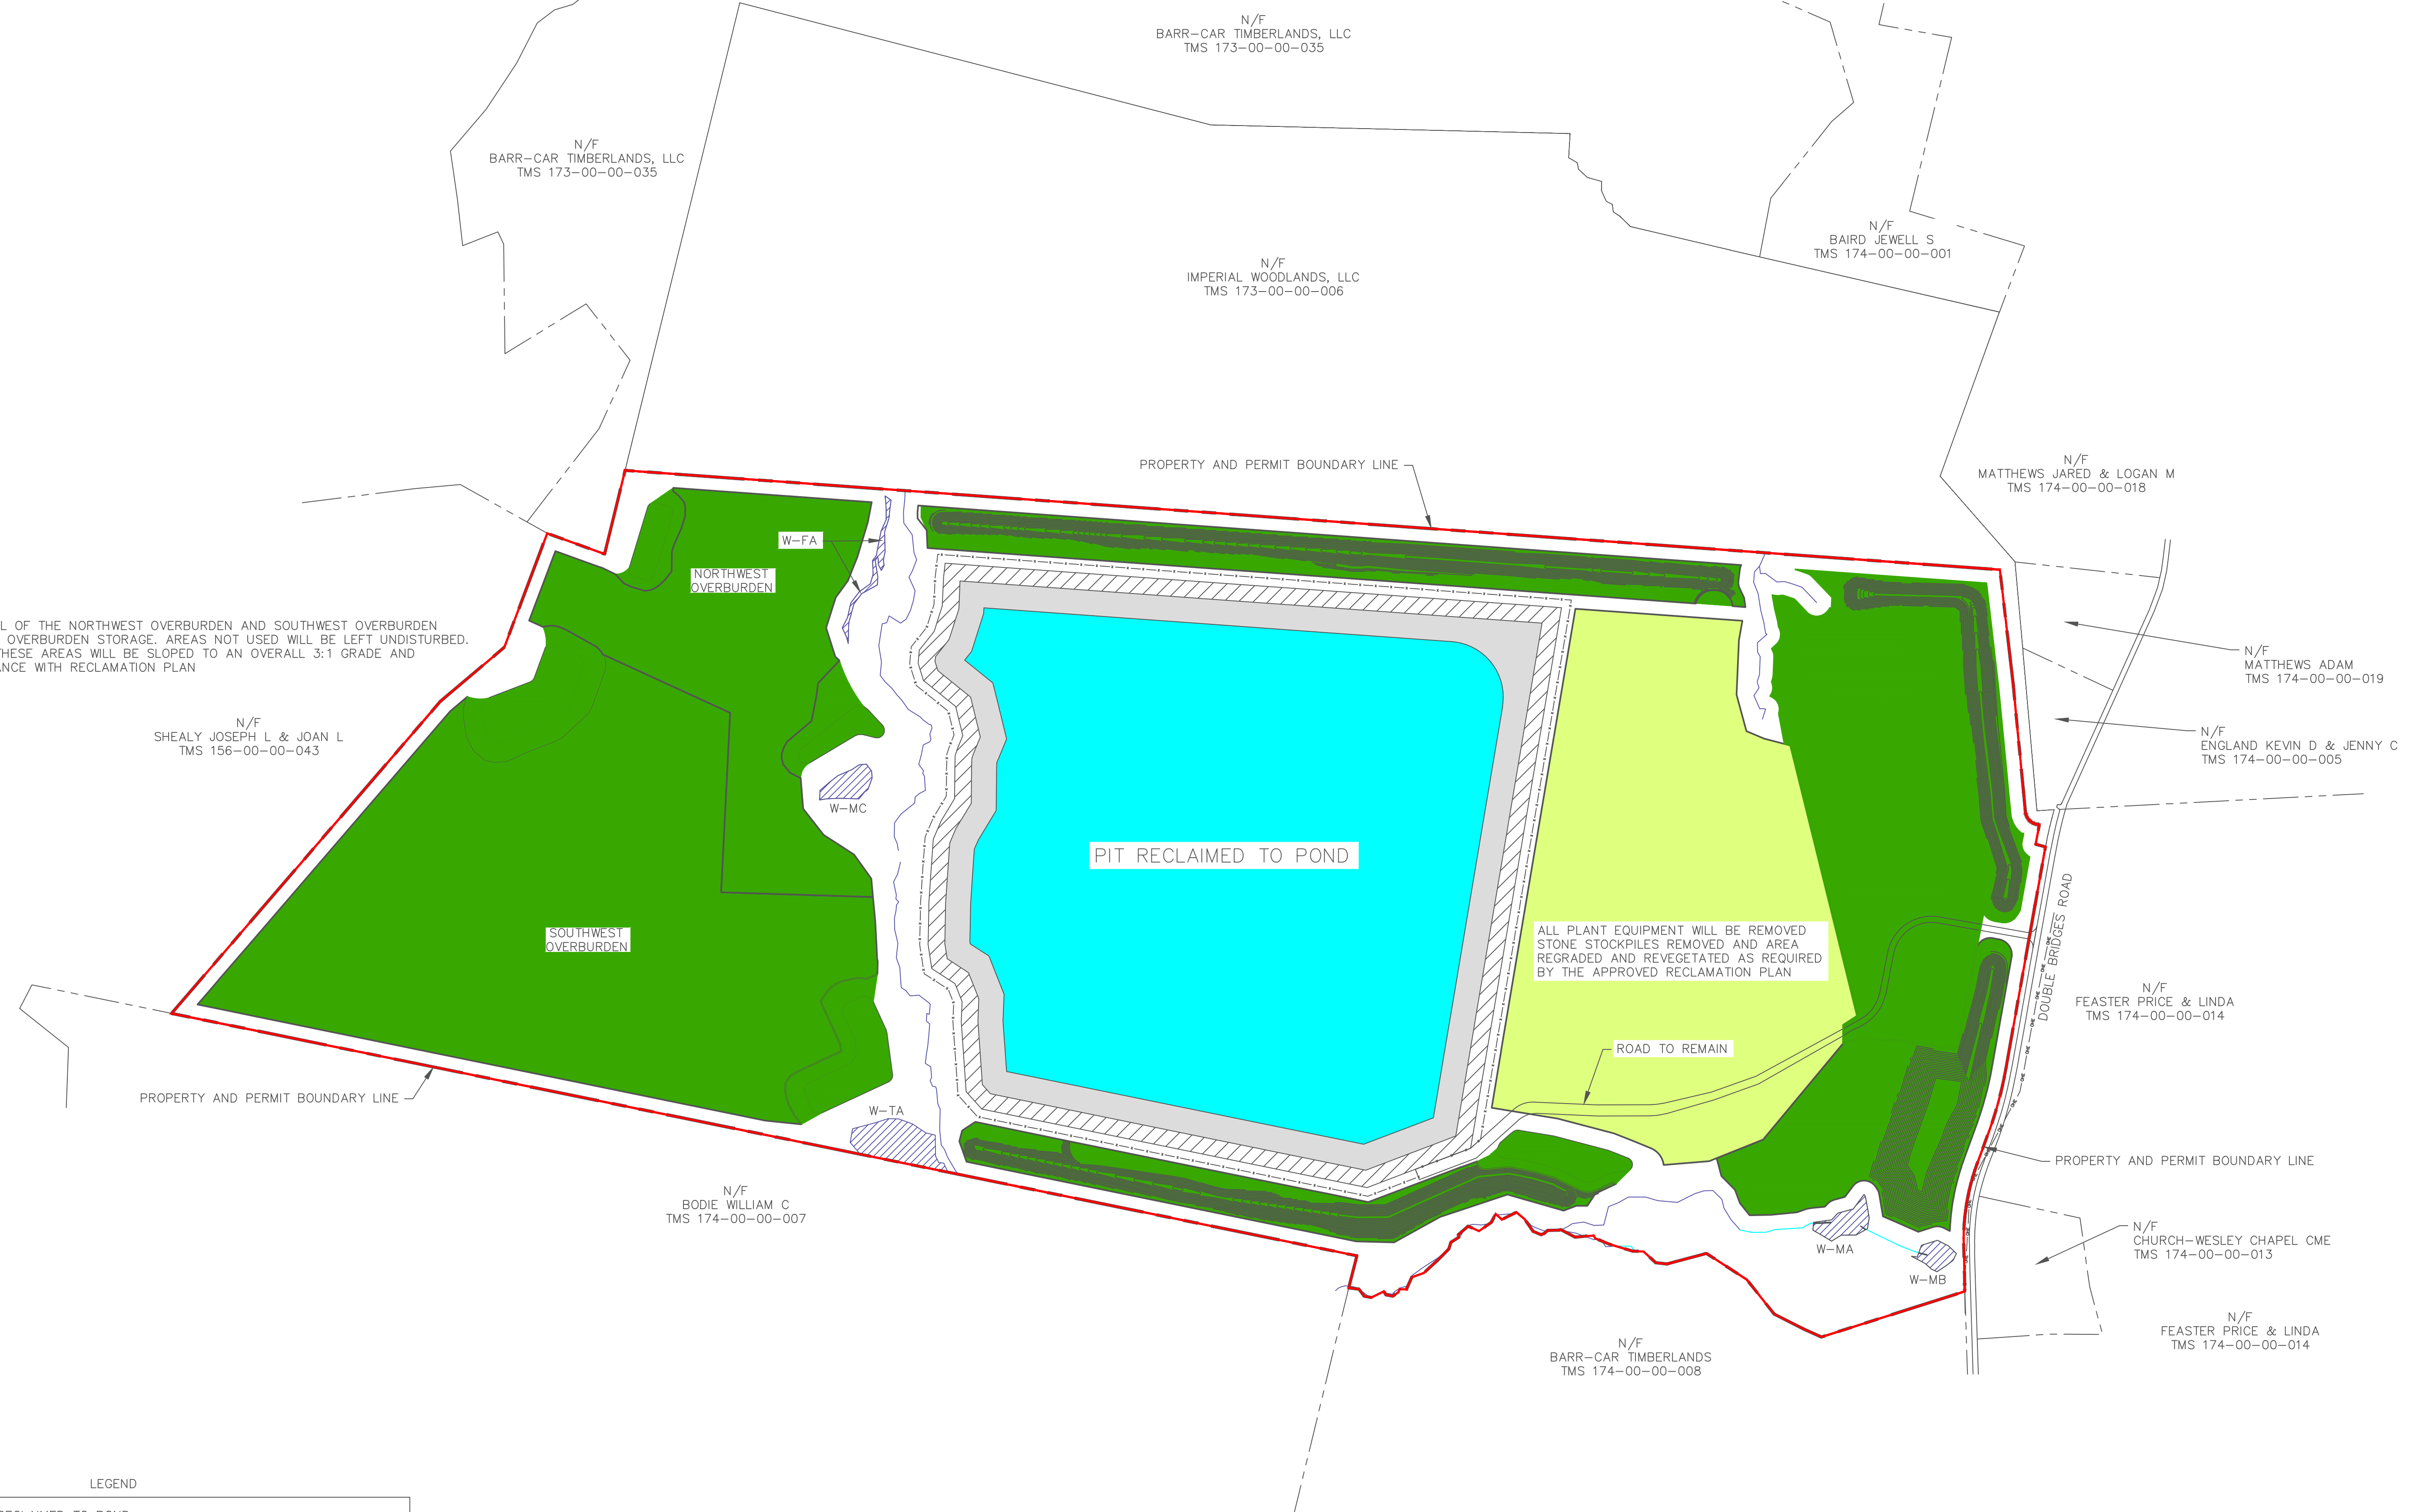 N/F
BARR-CAR TIMBERLANDS, LLC
TMS 173-00-00-035
N/F
BARR-CAR TIMBERLANDS, LLC
TMS 173-00-00-035
N/F
BAIRD JEWELL S
TMS 174-00-00-001
N/F
IMPERIAL WOODLANDS, LLC
TMS 173-00-00-006
PROPERTY AND PERMIT BOUNDARY LINE
N/F
MATTHEWS JARED & LOGAN M
TMS 174-00-00-018
W-FA
NORTHWEST
OVERBURDEN
OF THE NORTHWEST OVERBURDEN AND SOUTHWEST OVERBURDEN
OVERBURDEN STORAGE. AREAS NOT USED WILL BE LEFT UNDISTURBED.
THESE AREAS WILL BE SLOPED TO AN OVERALL 3:1 GRADE AND
WITH RECLAMATION PLAN
N/F
MATTHEWS ADAM
TMS 174-00-00-019
N/F
SHEALY JOSEPH L & JOAN L
TMS 156-00-00-043
N/F
ENGLAND KEVIN D & JENNY C
TMS 174-00-00-005
W-MC
PIT RECLAIMED TO POND
SOUTHWEST
OVERBURDEN
ALL PLANT EQUIPMENT WILL BE REMOVED
STONE STOCKPILES REMOVED AND AREA
REGRADED AND REVEGETATED AS REQUIRED
BY THE APPROVED RECLAMATION PLAN
DOUBLE BRIDGES ROAD
N/F
FEASTER PRICE & LINDA
TMS 174-00-00-014
ROAD TO REMAIN
PROPERTY AND PERMIT BOUNDARY LINE
W-TA
PROPERTY AND PERMIT BOUNDARY LINE
N/F
BODIE WILLIAM C
TMS 174-00-00-007
N/F
CHURCH-WESLEY CHAPEL CME
TMS 174-00-00-013
W-MA
W-MB
N/F
FEASTER PRICE & LINDA
TMS 174-00-00-014
N/F
BARR-CAR TIMBERLANDS
TMS 174-00-00-008
LEGEND